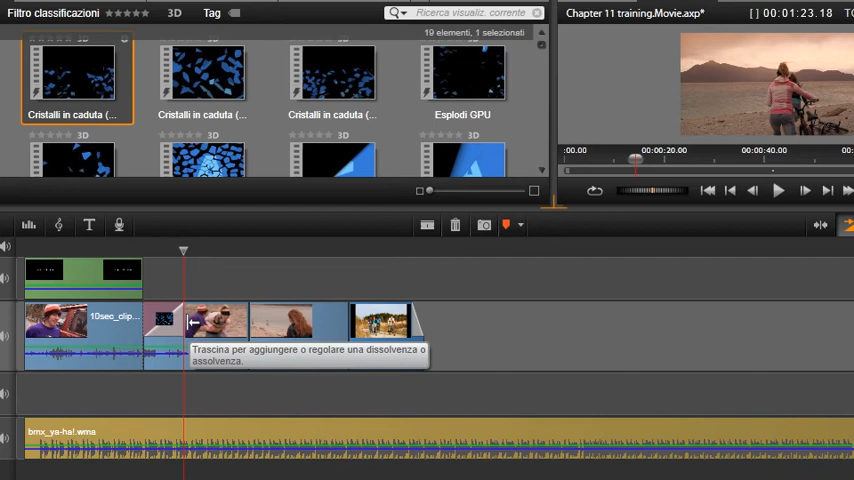 Filtro classificazioni
3D
Tag
Ricerca visualiz. corrente
19 elementi, 1 selezionati
3D
Cristalli in caduta (...
Cristalli in caduta (...
Cristalli in caduta (...
Esplodi GPU
3D
3D
3D
3D
Chapter 11 training.Movie.axp*
[ ] 00:01:23.18
:00.00
00:00:20.00
00:00:40.00
T
10sec_clip...
Trascina per aggiungere o regolare una dissolvenza o
assolvenza.
bmx_ya-ha!.wma